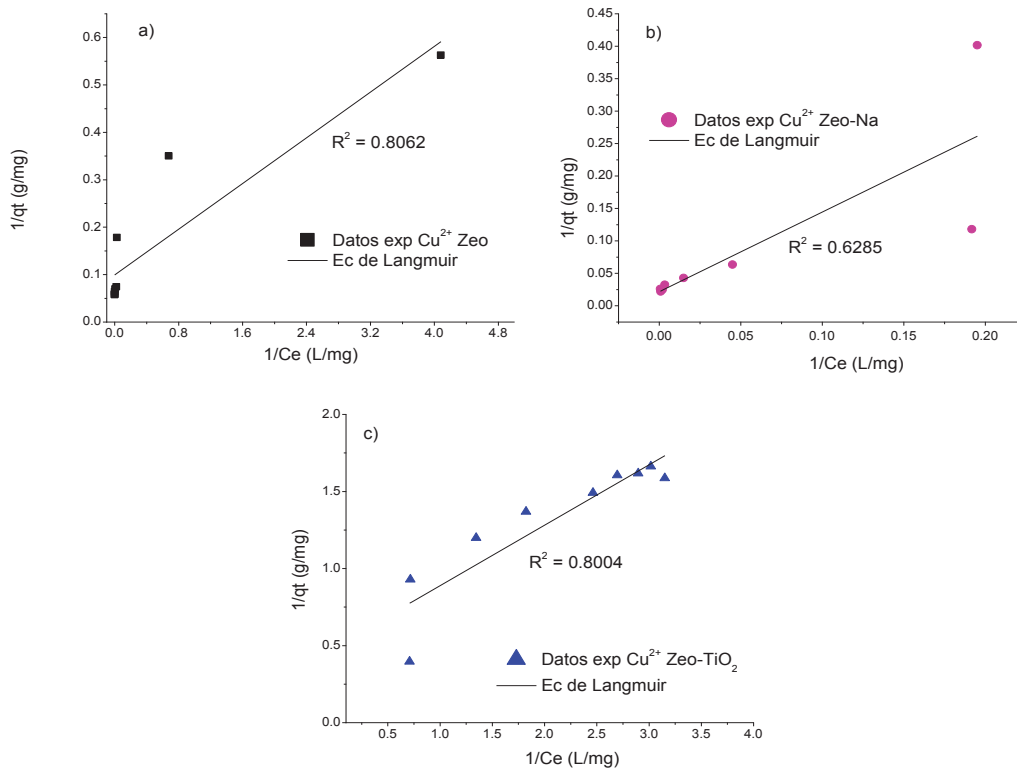 a)
0.6
0.5
0.4
0.3
0.2
0.1
0.0
1/qt (g/mg)
R² = 0.8062
Datos exp Cu²⁺ Zeo
Ec de Langmuir
0.0 0.8 1.6 2.4 3.2 4.0 4.8
1/Ce (L/mg)
b)
0.45
0.40
0.35
0.30
0.25
0.20
0.15
0.10
0.05
0.00
1/qt (g/mg)
Datos exp Cu²⁺ Zeo-Na
Ec de Langmuir
R² = 0.6285
0.00 0.05 0.10 0.15 0.20
1/Ce (L/mg)
c)
2.0
1.5
1.0
0.5
0.0
1/qt (g/mg)
R² = 0.8004
Datos exp Cu²⁺ Zeo-TiO₂
Ec de Langmuir
0.5 1.0 1.5 2.0 2.5 3.0 3.5 4.0
1/Ce (L/mg)